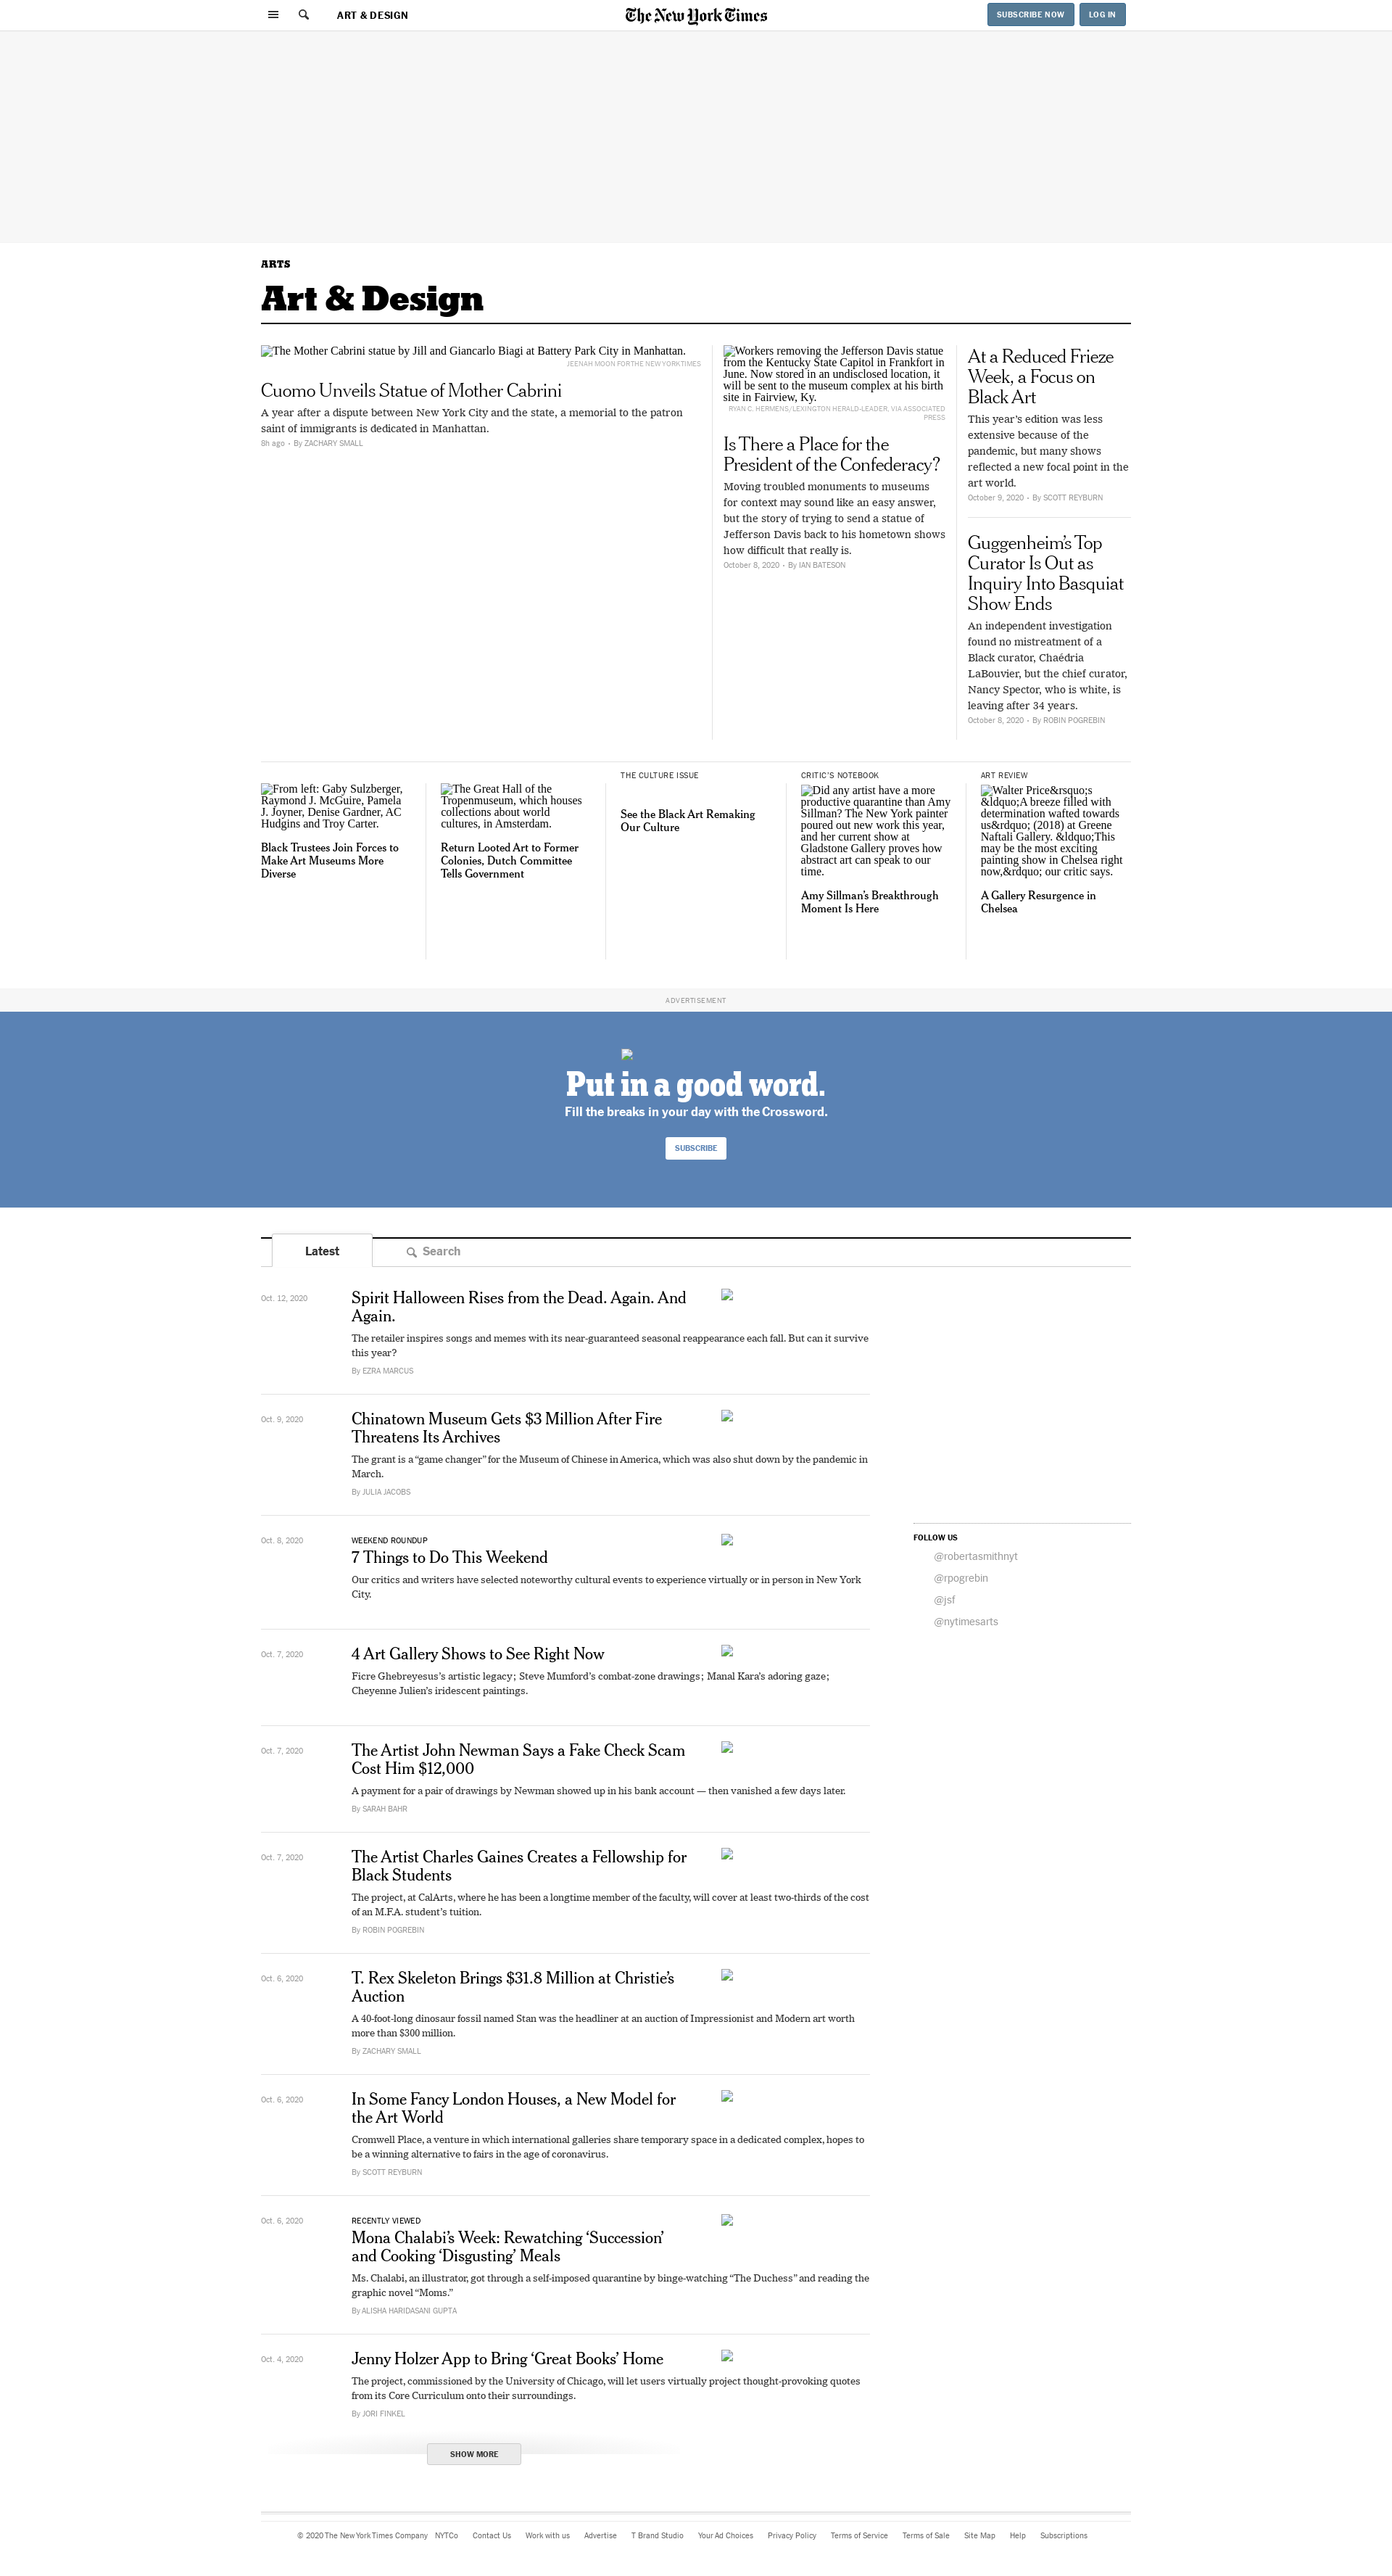 ART & DESIGN
The New York Times
SUBSCRIBE NOW
LOG IN
ARTS
Art & Design
The Mother Cabrini statue by Jill and Giancarlo Biagi at Battery Park City in Manhattan.
JEENAH MOON FOR THE NEW YORK TIMES
Cuomo Unveils Statue of Mother Cabrini
A year after a dispute between New York City and the state, a memorial to the patron
saint of immigrants is dedicated in Manhattan.
8h ago • By ZACHARY SMALL
Workers removing the Jefferson Davis statue
from the Kentucky State Capitol in Frankfort in
June. Now stored in an undisclosed location, it
will be sent to the museum complex at his birth
site in Fairview, Ky.
RYAN C. HERMENS/LEXINGTON HERALD-LEADER, VIA ASSOCIATED
PRESS
Is There a Place for the
President of the Confederacy?
Moving troubled monuments to museums
for context may sound like an easy answer,
but the story of trying to send a statue of
Jefferson Davis back to his hometown shows
how difficult that really is.
October 8, 2020 • By IAN BATESON
At a Reduced Frieze
Week, a Focus on
Black Art
This year's edition was less
extensive because of the
pandemic, but many shows
reflected a new focal point in the
art world.
October 9, 2020 • By SCOTT REYBURN
Guggenheim's Top
Curator Is Out as
Inquiry Into Basquiat
Show Ends
An independent investigation
found no mistreatment of a
Black curator, Chaédria
LaBouvier, but the chief curator,
Nancy Spector, who is white, is
leaving after 34 years.
October 8, 2020 • By ROBIN POGREBIN
From left: Gaby Sulzberger,
Raymond J. McGuire, Pamela
J. Joyner, Denise Gardner, AC
Hudgins and Troy Carter.
Black Trustees Join Forces to
Make Art Museums More
Diverse
The Great Hall of the
Tropenmuseum, which houses
collections about world
cultures, in Amsterdam.
Return Looted Art to Former
Colonies, Dutch Committee
Tells Government
THE CULTURE ISSUE
See the Black Art Remaking
Our Culture
CRITIC'S NOTEBOOK
Did any artist have a more
productive quarantine than Amy
Sillman? The New York painter
poured out new work this year,
and her current show at
Gladstone Gallery proves how
abstract art can speak to our
time.
Amy Sillman's Breakthrough
Moment Is Here
ART REVIEW
Walter Price&rsquo;s
&ldquo;A breeze filled with
determination wafted towards
us&rdquo; (2018) at Greene
Naftali Gallery. &ldquo;This
may be the most exciting
painting show in Chelsea right
now,&rdquo; our critic says.
A Gallery Resurgence in
Chelsea
ADVERTISEMENT
Put in a good word.
Fill the breaks in your day with the Crossword.
SUBSCRIBE
Latest
Search
Oct. 12, 2020
Spirit Halloween Rises from the Dead. Again. And
Again.
The retailer inspires songs and memes with its near-guaranteed seasonal reappearance each fall. But can it survive
this year?
By EZRA MARCUS
Oct. 9, 2020
Chinatown Museum Gets $3 Million After Fire
Threatens Its Archives
The grant is a “game changer” for the Museum of Chinese in America, which was also shut down by the pandemic in
March.
By JULIA JACOBS
Oct. 8, 2020
WEEKEND ROUNDUP
7 Things to Do This Weekend
Our critics and writers have selected noteworthy cultural events to experience virtually or in person in New York
City.
Oct. 7, 2020
4 Art Gallery Shows to See Right Now
Ficre Ghebreyesus's artistic legacy; Steve Mumford's combat-zone drawings; Manal Kara's adoring gaze;
Cheyenne Julien's iridescent paintings.
Oct. 7, 2020
The Artist John Newman Says a Fake Check Scam
Cost Him $12,000
A payment for a pair of drawings by Newman showed up in his bank account — then vanished a few days later.
By SARAH BAHR
Oct. 7, 2020
The Artist Charles Gaines Creates a Fellowship for
Black Students
The project, at CalArts, where he has been a longtime member of the faculty, will cover at least two-thirds of the cost
of an M.F.A. student's tuition.
By ROBIN POGREBIN
Oct. 6, 2020
T. Rex Skeleton Brings $31.8 Million at Christie's
Auction
A 40-foot-long dinosaur fossil named Stan was the headliner at an auction of Impressionist and Modern art worth
more than $300 million.
By ZACHARY SMALL
Oct. 6, 2020
In Some Fancy London Houses, a New Model for
the Art World
Cromwell Place, a venture in which international galleries share temporary space in a dedicated complex, hopes to
be a winning alternative to fairs in the age of coronavirus.
By SCOTT REYBURN
Oct. 6, 2020
RECENTLY VIEWED
Mona Chalabi's Week: Rewatching ‘Succession’
and Cooking ‘Disgusting’ Meals
Ms. Chalabi, an illustrator, got through a self-imposed quarantine by binge-watching “The Duchess” and reading the
graphic novel “Moms.”
By ALISHA HARIDASANI GUPTA
Oct. 4, 2020
Jenny Holzer App to Bring ‘Great Books’ Home
The project, commissioned by the University of Chicago, will let users virtually project thought-provoking quotes
from its Core Curriculum onto their surroundings.
By JORI FINKEL
SHOW MORE
FOLLOW US
@robertasmithnyt
@rpogrebin
@jsf
@nytimesarts
© 2020 The New York Times Company NYTCo Contact Us Work with us Advertise T Brand Studio Your Ad Choices Privacy Policy Terms of Service Terms of Sale Site Map Help Subscriptions